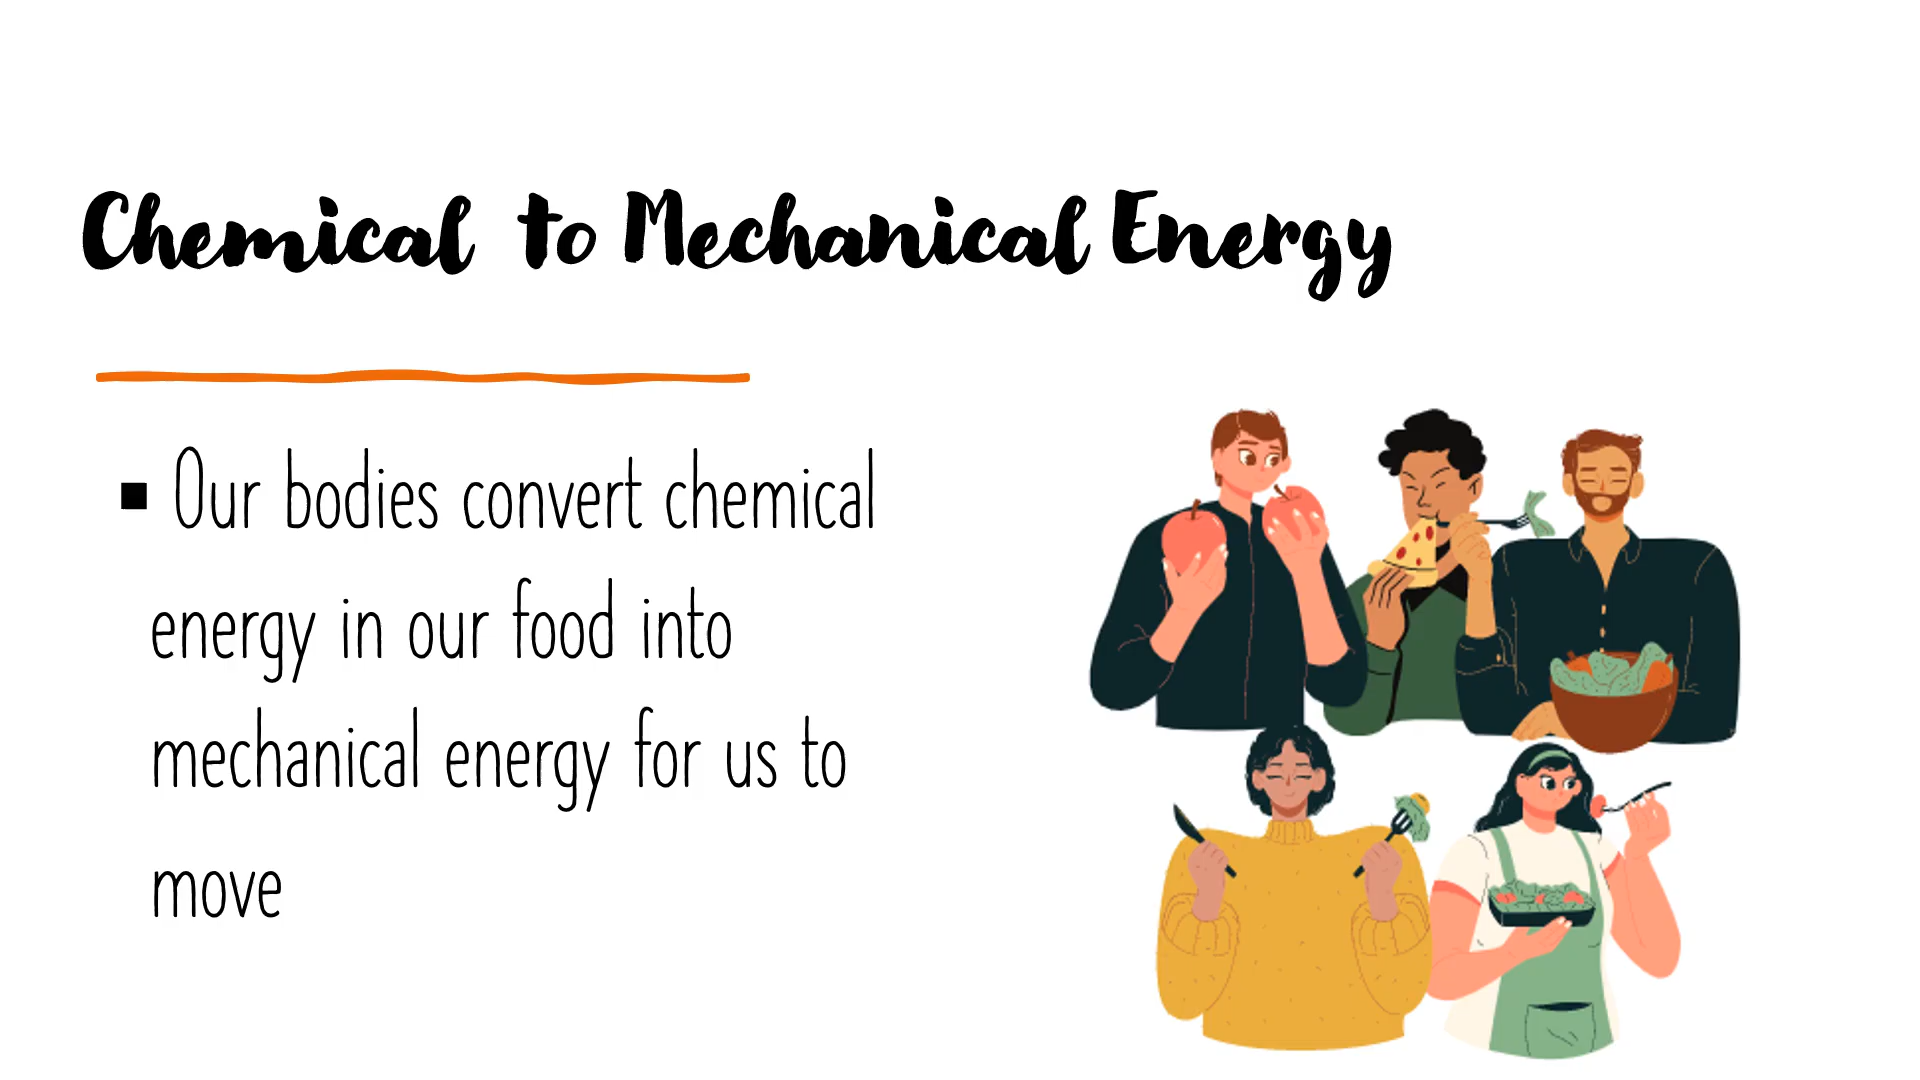 Chemical to Mechanical Energy
▪ Our bodies convert chemical
energy in our food into
mechanical energy for us to
move